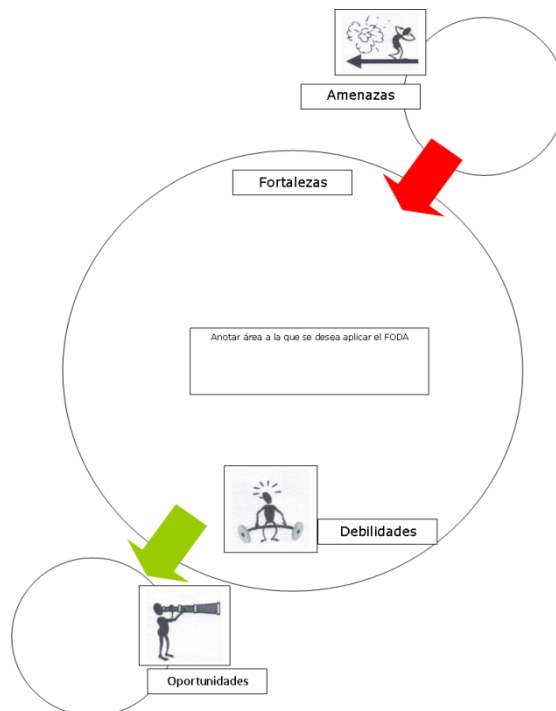 Amenazas
Fortalezas
Anotar área a la que se desea aplicar el FODA
Debilidades
Oportunidades